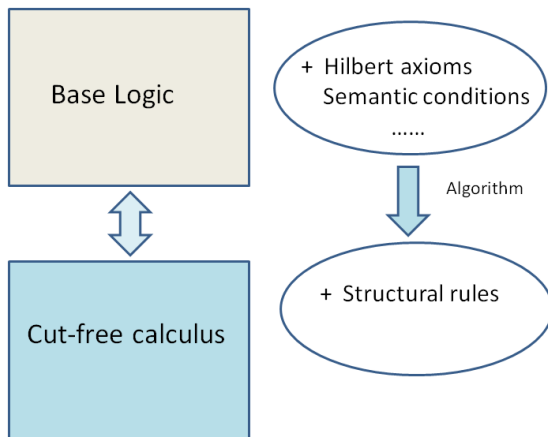 Base Logic
+ Hilbert axioms
Semantic conditions
......
Algorithm
Cut-free calculus
+ Structural rules